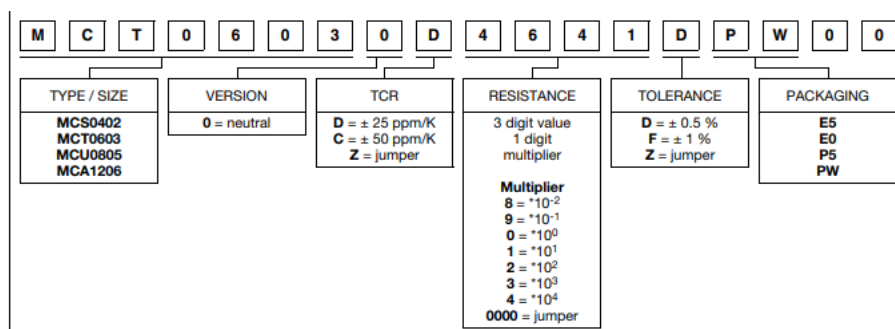 M C T 0 6 0 3 0 D 4 6 4 1 D P W 0 0
TYPE / SIZE
MCS0402
MCT0603
MCU0805
MCA1206
VERSION
0 = neutral
TCR
D = ± 25 ppm/K
C = ± 50 ppm/K
Z = jumper
RESISTANCE
3 digit value
1 digit
multiplier
Multiplier
8 = *10⁻²
9 = *10⁻¹
0 = *10⁰
1 = *10¹
2 = *10²
3 = *10³
4 = *10⁴
0000 = jumper
TOLERANCE
D = ± 0.5 %
F = ± 1 %
Z = jumper
PACKAGING
E5
E0
P5
PW